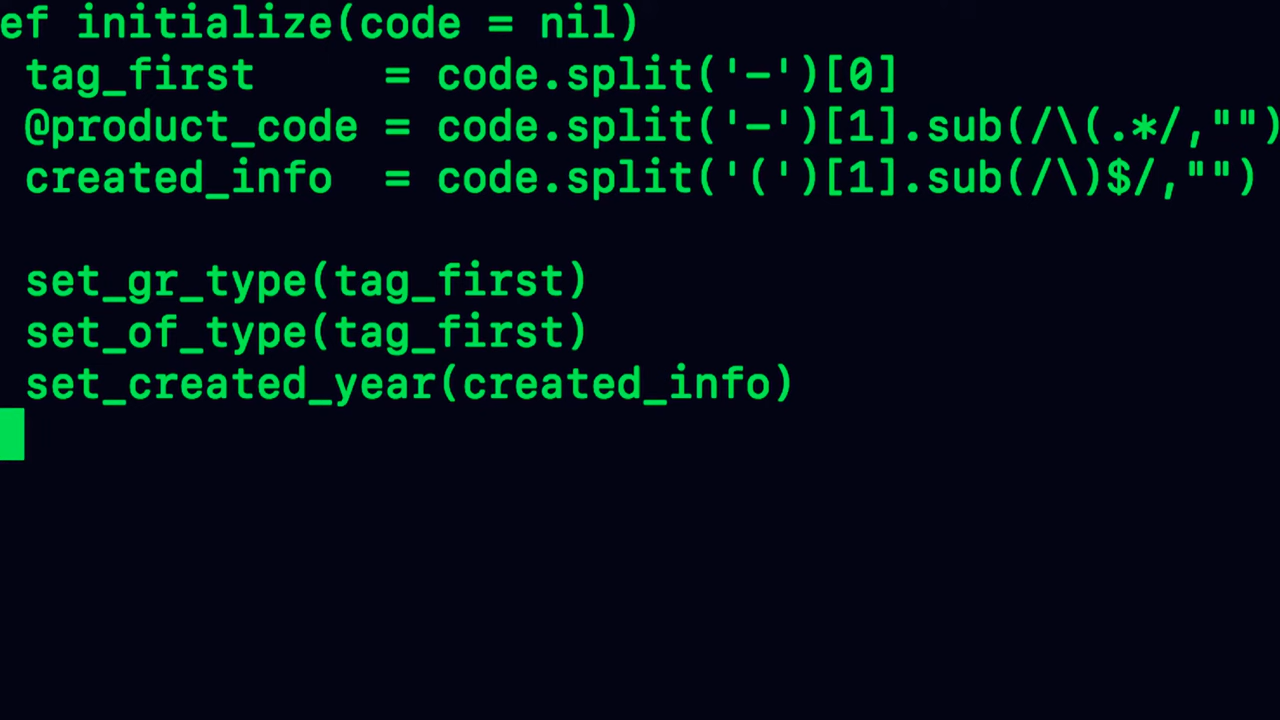 ef initialize(code = nil)
tag_first     = code.split('-')[0]
@product_code = code.split('-')[1].sub(/\(.*/,"")
created_info  = code.split('(')[1].sub(/\)$/,"")
set_gr_type(tag_first)
set_of_type(tag_first)
set_created_year(created_info)